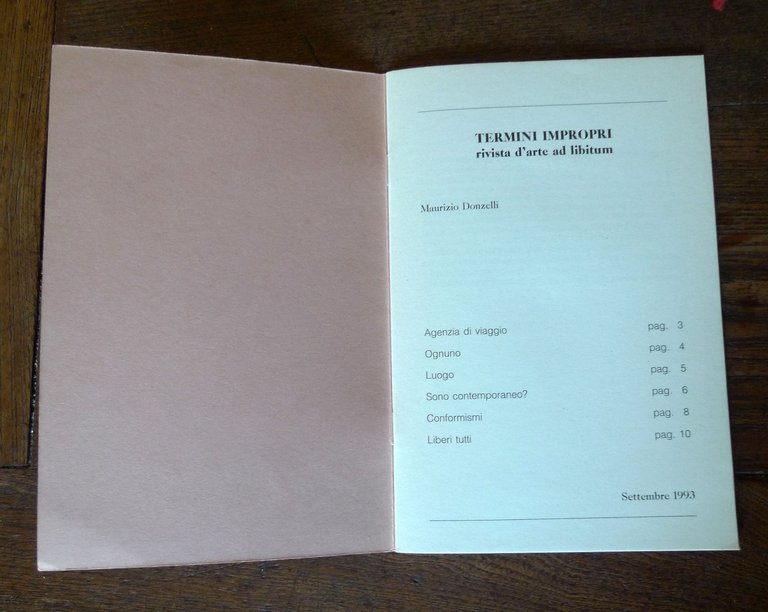 TERMINI IMPROPRI
rivista d'arte ad libitum
Maurizio Donzelli
Agenzia di viaggio pag. 3
Ognuno pag. 4
Luogo pag. 5
Sono contemporaneo? pag. 6
Conformismi pag. 8
Liberi tutti pag. 10
Settembre 1993